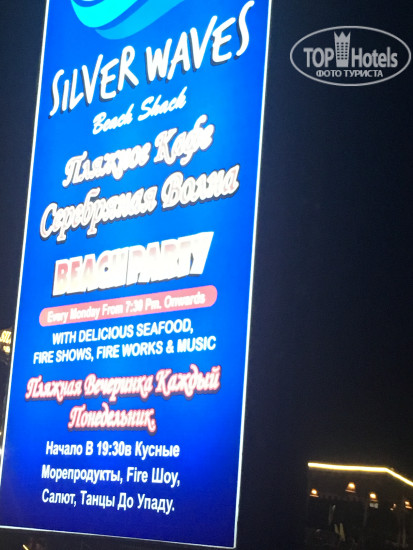 SILVER WAVES
Beach Shack
Пляжное Кафе
Серебряная Волна
BEACH PARTY
Every Monday From 7:30 Pm. Onwards
WITH DELICIOUS SEAFOOD,
FIRE SHOWS, FIRE WORKS & MUSIC
Пляжная Вечеринка Каждый
Понедельник.
Начало В 19:30в Кусные
Морепродукты, Fire Шоу,
Салют, Танцы До Упаду.
TOP Hotels
ФОТО ТУРИСТА